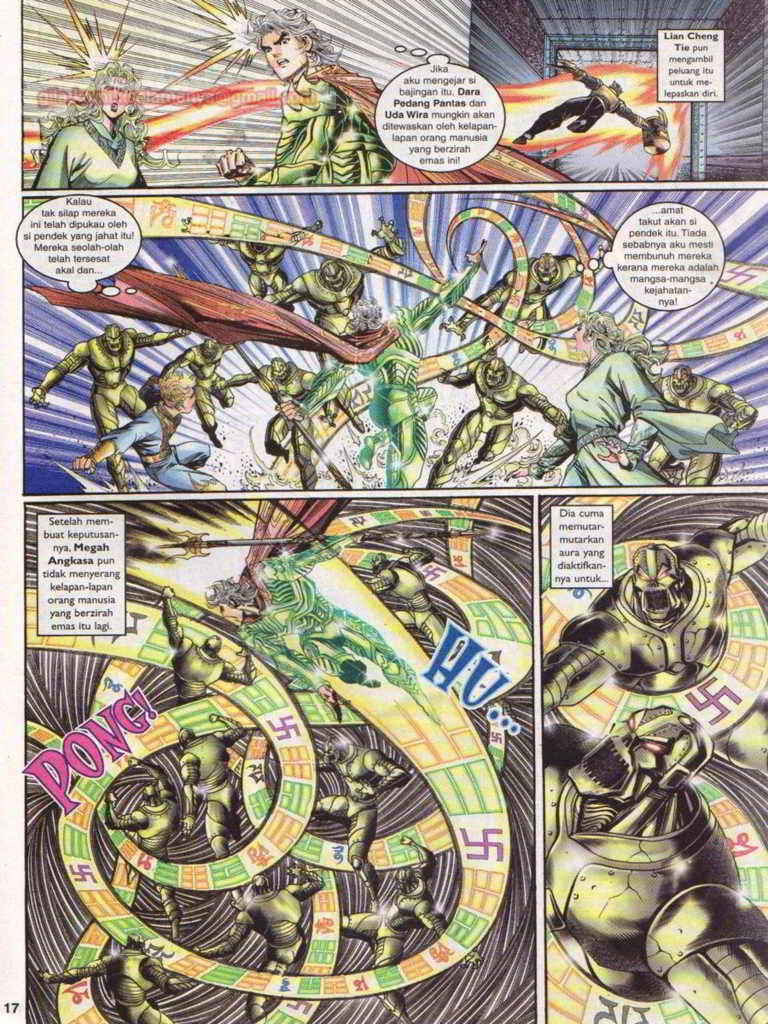 Jika
aku mengejar si
bajingan itu, Dara
Pedang Pantas dan
Uda Wira mungkin akan
ditewaskan oleh kelapan-
lapan orang manusia
yang berzirah
emas ini!
Lian Cheng
Tie pun
mengambil
peluang itu
untuk me-
lepaskan diri.
Kalau
tak silap mereka
ini telah dipukau oleh
si pendek yang jahat itu!
Mereka seolah-olah
telah tersesat
akal dan...
...amat
takut akan si
pendek itu. Tiada
sebabnya aku mesti
membunuh mereka
kerana mereka adalah
mangsa-mangsa
kejahatan-
nya!
Setelah mem-
buat keputusan-
nya, Megah
Angkasa pun
tidak menyerang
kelapan-lapan
orang manusia
yang berzirah
emas itu lagi.
HU...
PONG!
Dia cuma
memutar-
mutarkan
aura yang
diaktifkan-
nya untuk...
17